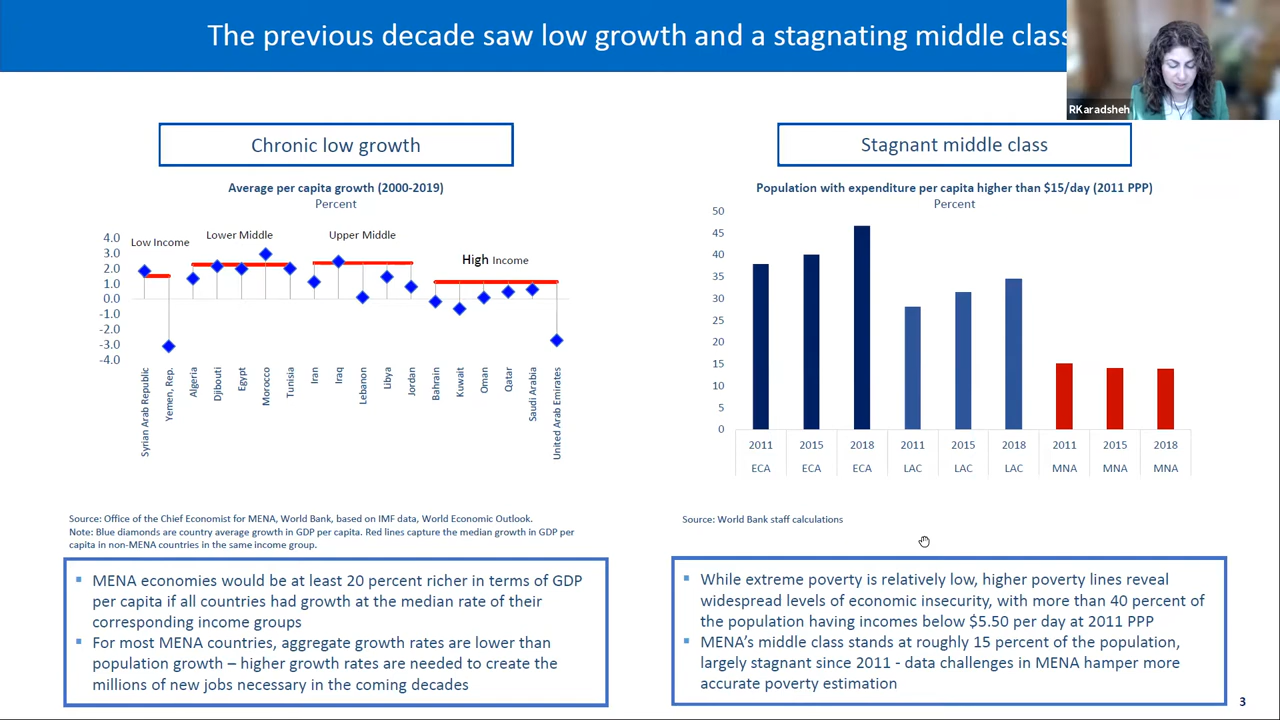 The previous decade saw low growth and a stagnating middle class
RKaradsheh
Chronic low growth
Average per capita growth (2000-2019)
Percent
4.0
3.0
2.0
1.0
0.0
-1.0
-2.0
-3.0
-4.0
Low Income
Lower Middle
Upper Middle
High Income
Syrian Arab Republic
Yemen, Rep.
Algeria
Djibouti
Egypt
Morocco
Tunisia
Iran
Iraq
Lebanon
Libya
Jordan
Bahrain
Kuwait
Oman
Qatar
Saudi Arabia
United Arab Emirates
Source: Office of the Chief Economist for MENA, World Bank, based on IMF data, World Economic Outlook.
Note: Blue diamonds are country average growth in GDP per capita. Red lines capture the median growth in GDP per
capita in non-MENA countries in the same income group.
▪ MENA economies would be at least 20 percent richer in terms of GDP
per capita if all countries had growth at the median rate of their
corresponding income groups
▪ For most MENA countries, aggregate growth rates are lower than
population growth – higher growth rates are needed to create the
millions of new jobs necessary in the coming decades
Stagnant middle class
Population with expenditure per capita higher than $15/day (2011 PPP)
Percent
50
45
40
35
30
25
20
15
10
5
0
2011 2015 2018 2011 2015 2018 2011 2015 2018
ECA ECA ECA LAC LAC LAC MNA MNA MNA
Source: World Bank staff calculations
▪ While extreme poverty is relatively low, higher poverty lines reveal
widespread levels of economic insecurity, with more than 40 percent of
the population having incomes below $5.50 per day at 2011 PPP
▪ MENA's middle class stands at roughly 15 percent of the population,
largely stagnant since 2011 - data challenges in MENA hamper more
accurate poverty estimation
3